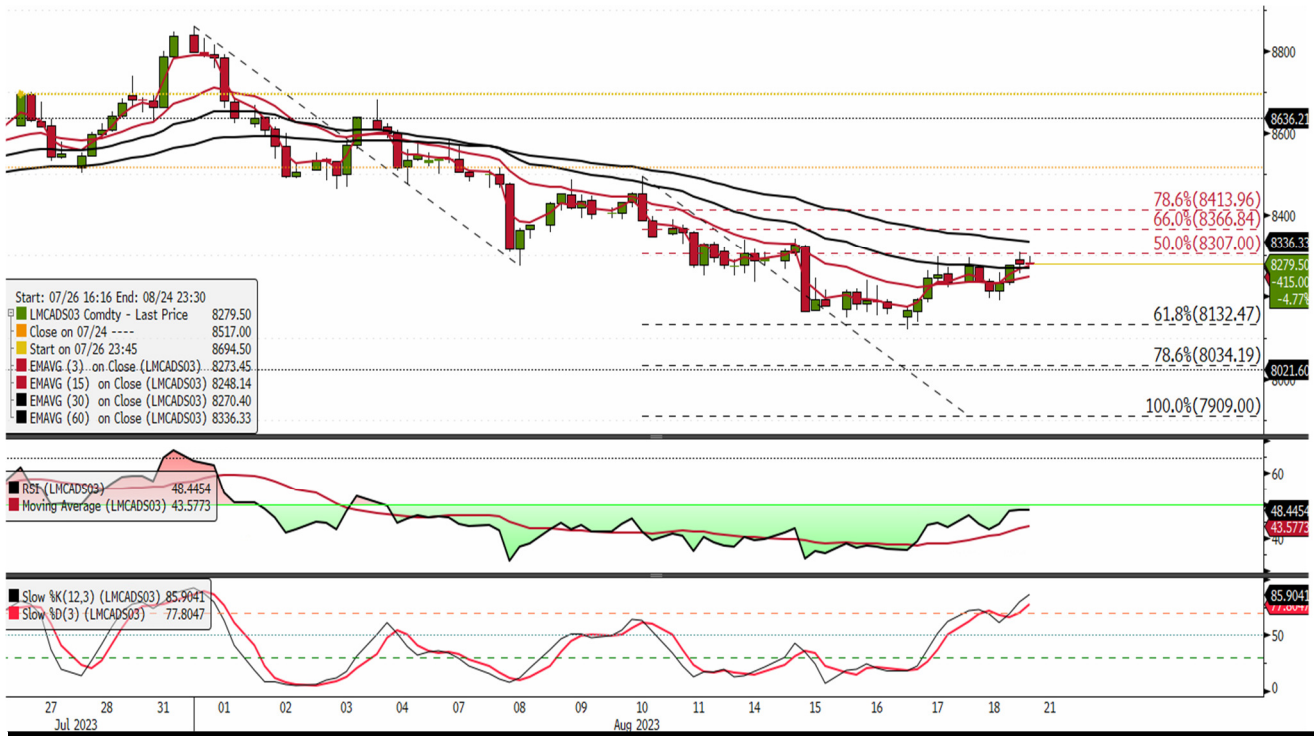 8800
8636.21
8600
78.6%(8413.96)
8400
66.0%(8366.84)
8336.33
50.0%(8307.00)
8279.50
-415.00
-4.77%
61.8%(8132.47)
78.6%(8034.19)
8021.60
8000
100.0%(7909.00)
Start: 07/26 16:16 End: 08/24 23:30
LMCADS03 Comdty - Last Price 8279.50
Close on 07/24 ---- 8517.00
Start on 07/26 23:45 8694.50
EMAVG (3) on Close (LMCADS03) 8273.45
EMAVG (15) on Close (LMCADS03) 8248.14
EMAVG (30) on Close (LMCADS03) 8270.40
EMAVG (60) on Close (LMCADS03) 8336.33
RSI (LMCADS03) 48.4454
Moving Average (LMCADS03) 43.5773
60
48.4454
43.5773
40
Slow %K(12,3) (LMCADS03) 85.9041
Slow %D(3) (LMCADS03) 77.8047
85.9041
77.8047
50
0
27 28 31 01 02 03 04 07 08 09 10 11 14 15 16 17 18 21
Jul 2023 Aug 2023